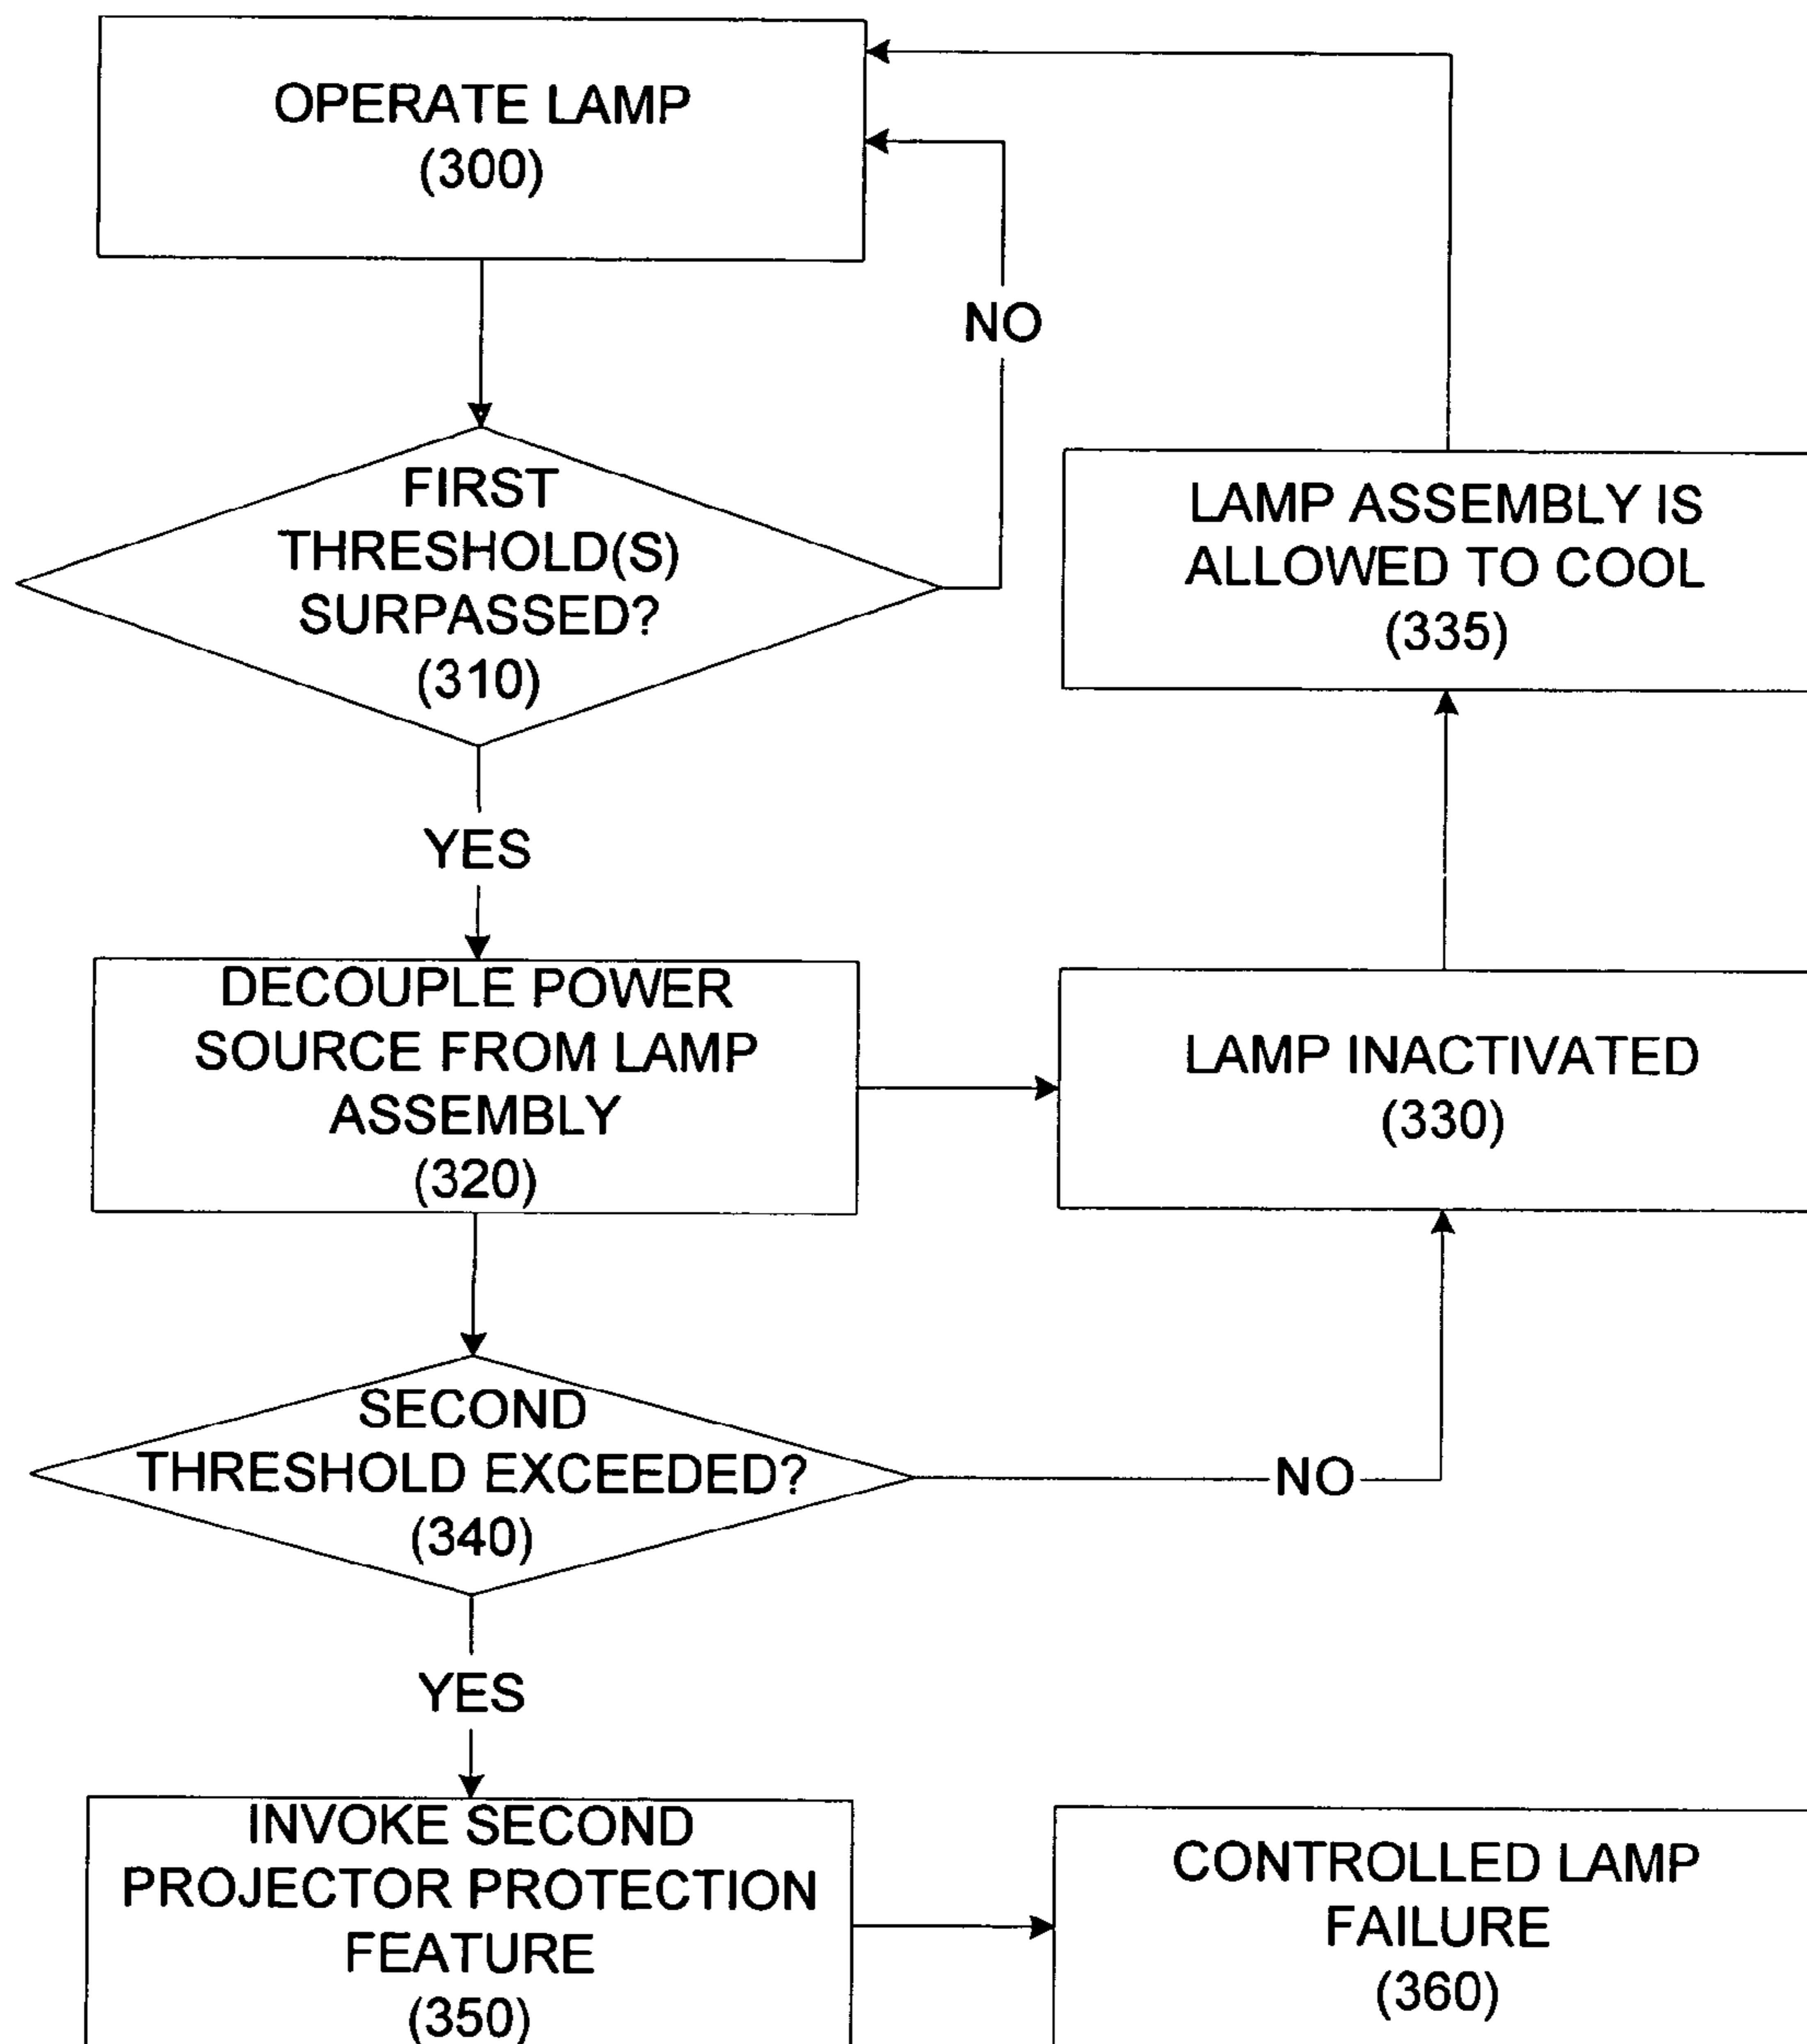 OPERATE LAMP
(300)
NO
FIRST
THRESHOLD(S)
SURPASSED?
(310)
LAMP ASSEMBLY IS
ALLOWED TO COOL
(335)
YES
DECOUPLE POWER
SOURCE FROM LAMP
ASSEMBLY
(320)
LAMP INACTIVATED
(330)
SECOND
THRESHOLD EXCEEDED?
(340)
NO
YES
INVOKE SECOND
PROJECTOR PROTECTION
FEATURE
(350)
CONTROLLED LAMP
FAILURE
(360)